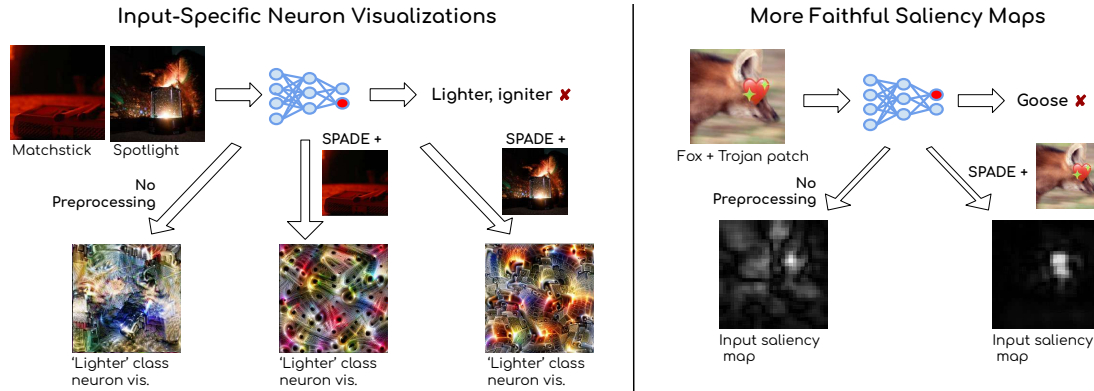 Input-Specific Neuron Visualizations
Matchstick
Spotlight
Lighter, igniter ✘
SPADE +
SPADE +
No
Preprocessing
'Lighter' class
neuron vis.
'Lighter' class
neuron vis.
'Lighter' class
neuron vis.
More Faithful Saliency Maps
Fox + Trojan patch
Goose ✘
No
Preprocessing
SPADE +
Input saliency
map
Input saliency
map